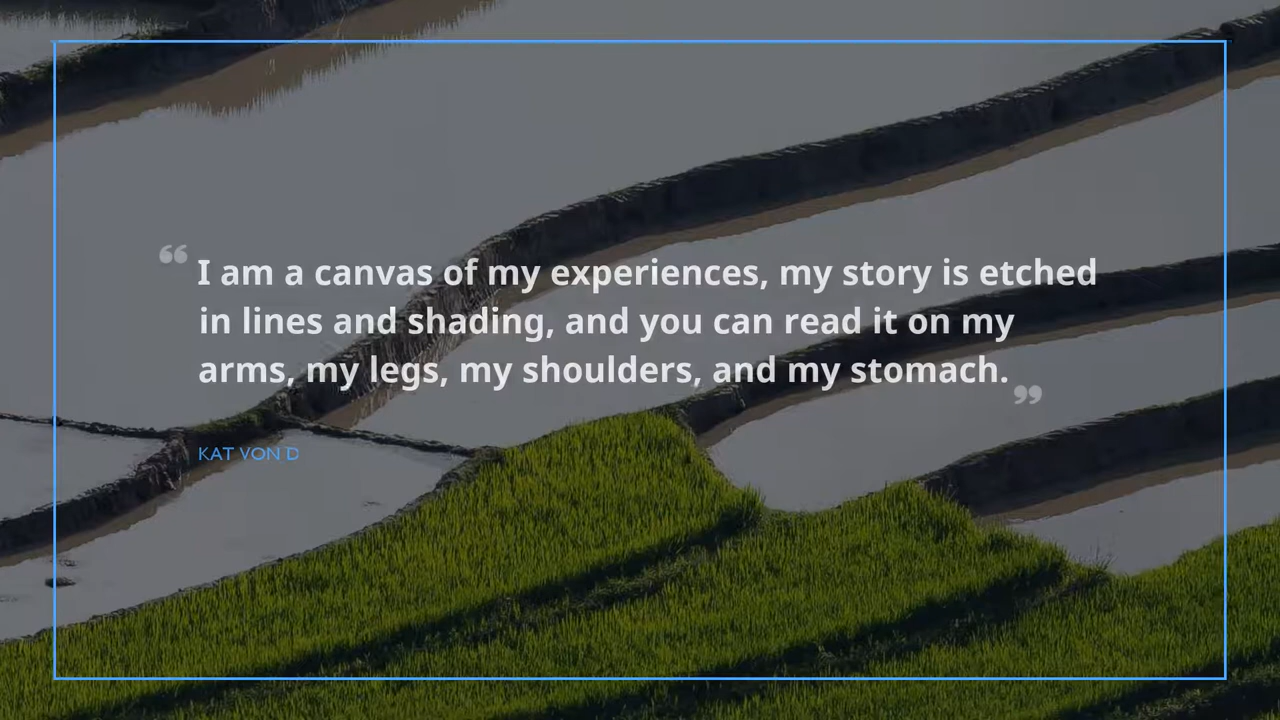 “I am a canvas of my experiences, my story is etched
in lines and shading, and you can read it on my
arms, my legs, my shoulders, and my stomach.”
KAT VON D